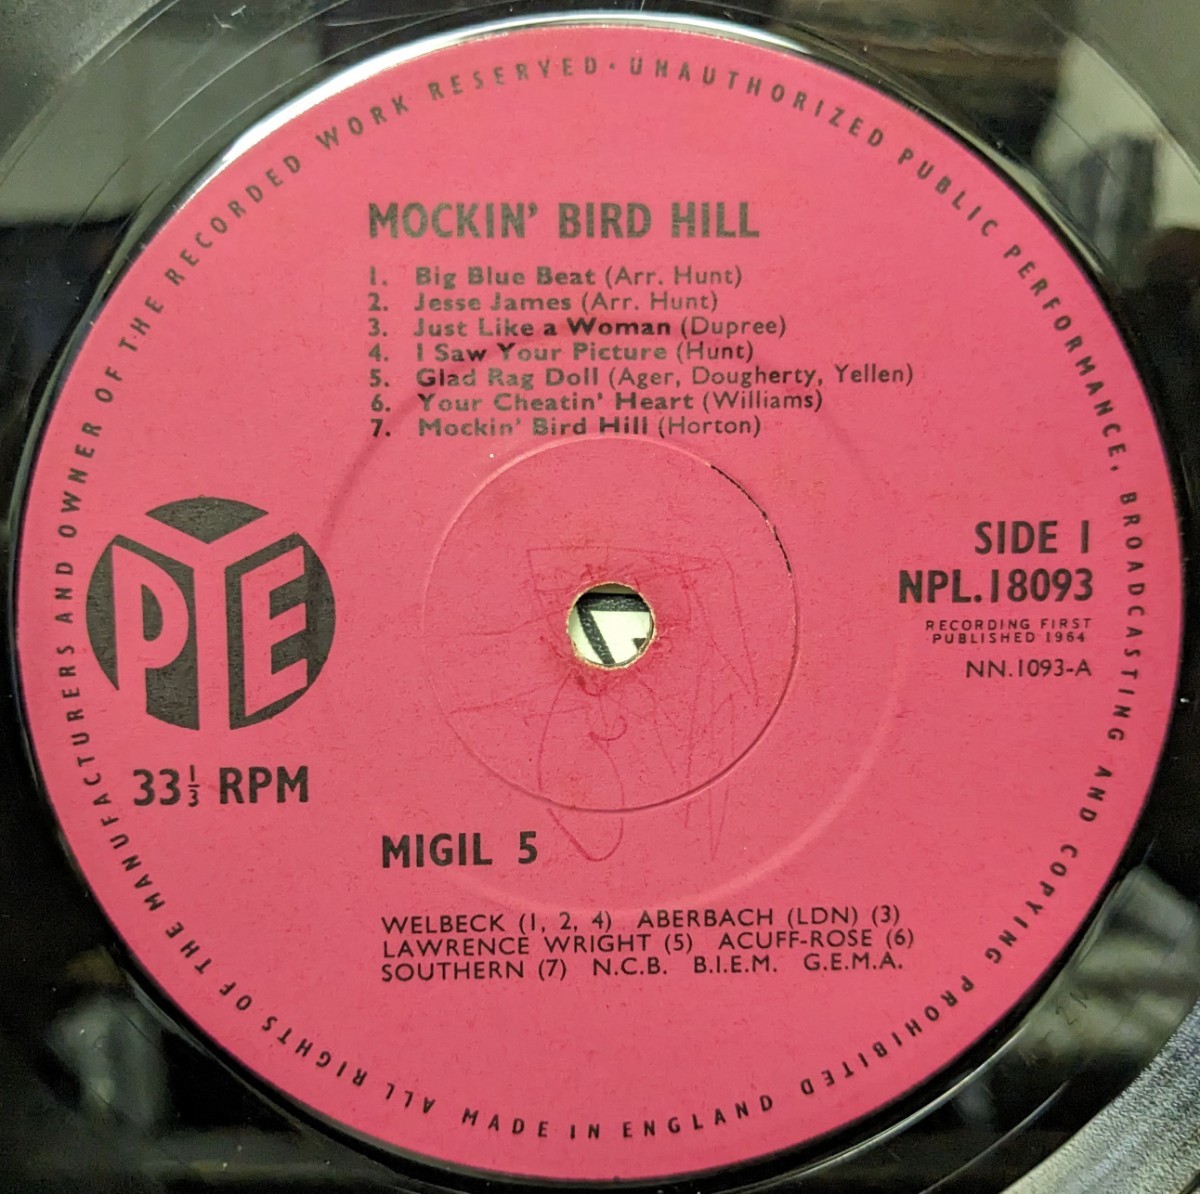 ALL RIGHTS OF THE MANUFACTURERS AND OWNER OF THE RECORDED WORK RESERVED · UNAUTHORIZED PUBLIC PERFORMANCE, BROADCASTING AND COPYING PROHIBITED
MOCKIN' BIRD HILL
1. Big Blue Beat (Arr. Hunt)
2. Jesse James (Arr. Hunt)
3. Just Like a Woman (Dupree)
4. I Saw Your Picture (Hunt)
5. Glad Rag Doll (Ager, Dougherty, Yellen)
6. Your Cheatin' Heart (Williams)
7. Mockin' Bird Hill (Horton)
PYE
33⅓ RPM
SIDE 1
NPL.18093
RECORDING FIRST
PUBLISHED 1964
NN.1093-A
MIGIL 5
WELBECK (1, 2, 4) ABERBACH (LDN) (3)
LAWRENCE WRIGHT (5) ACUFF-ROSE (6)
SOUTHERN (7) N.C.B. B.I.E.M. G.E.M.A.
MADE IN ENGLAND